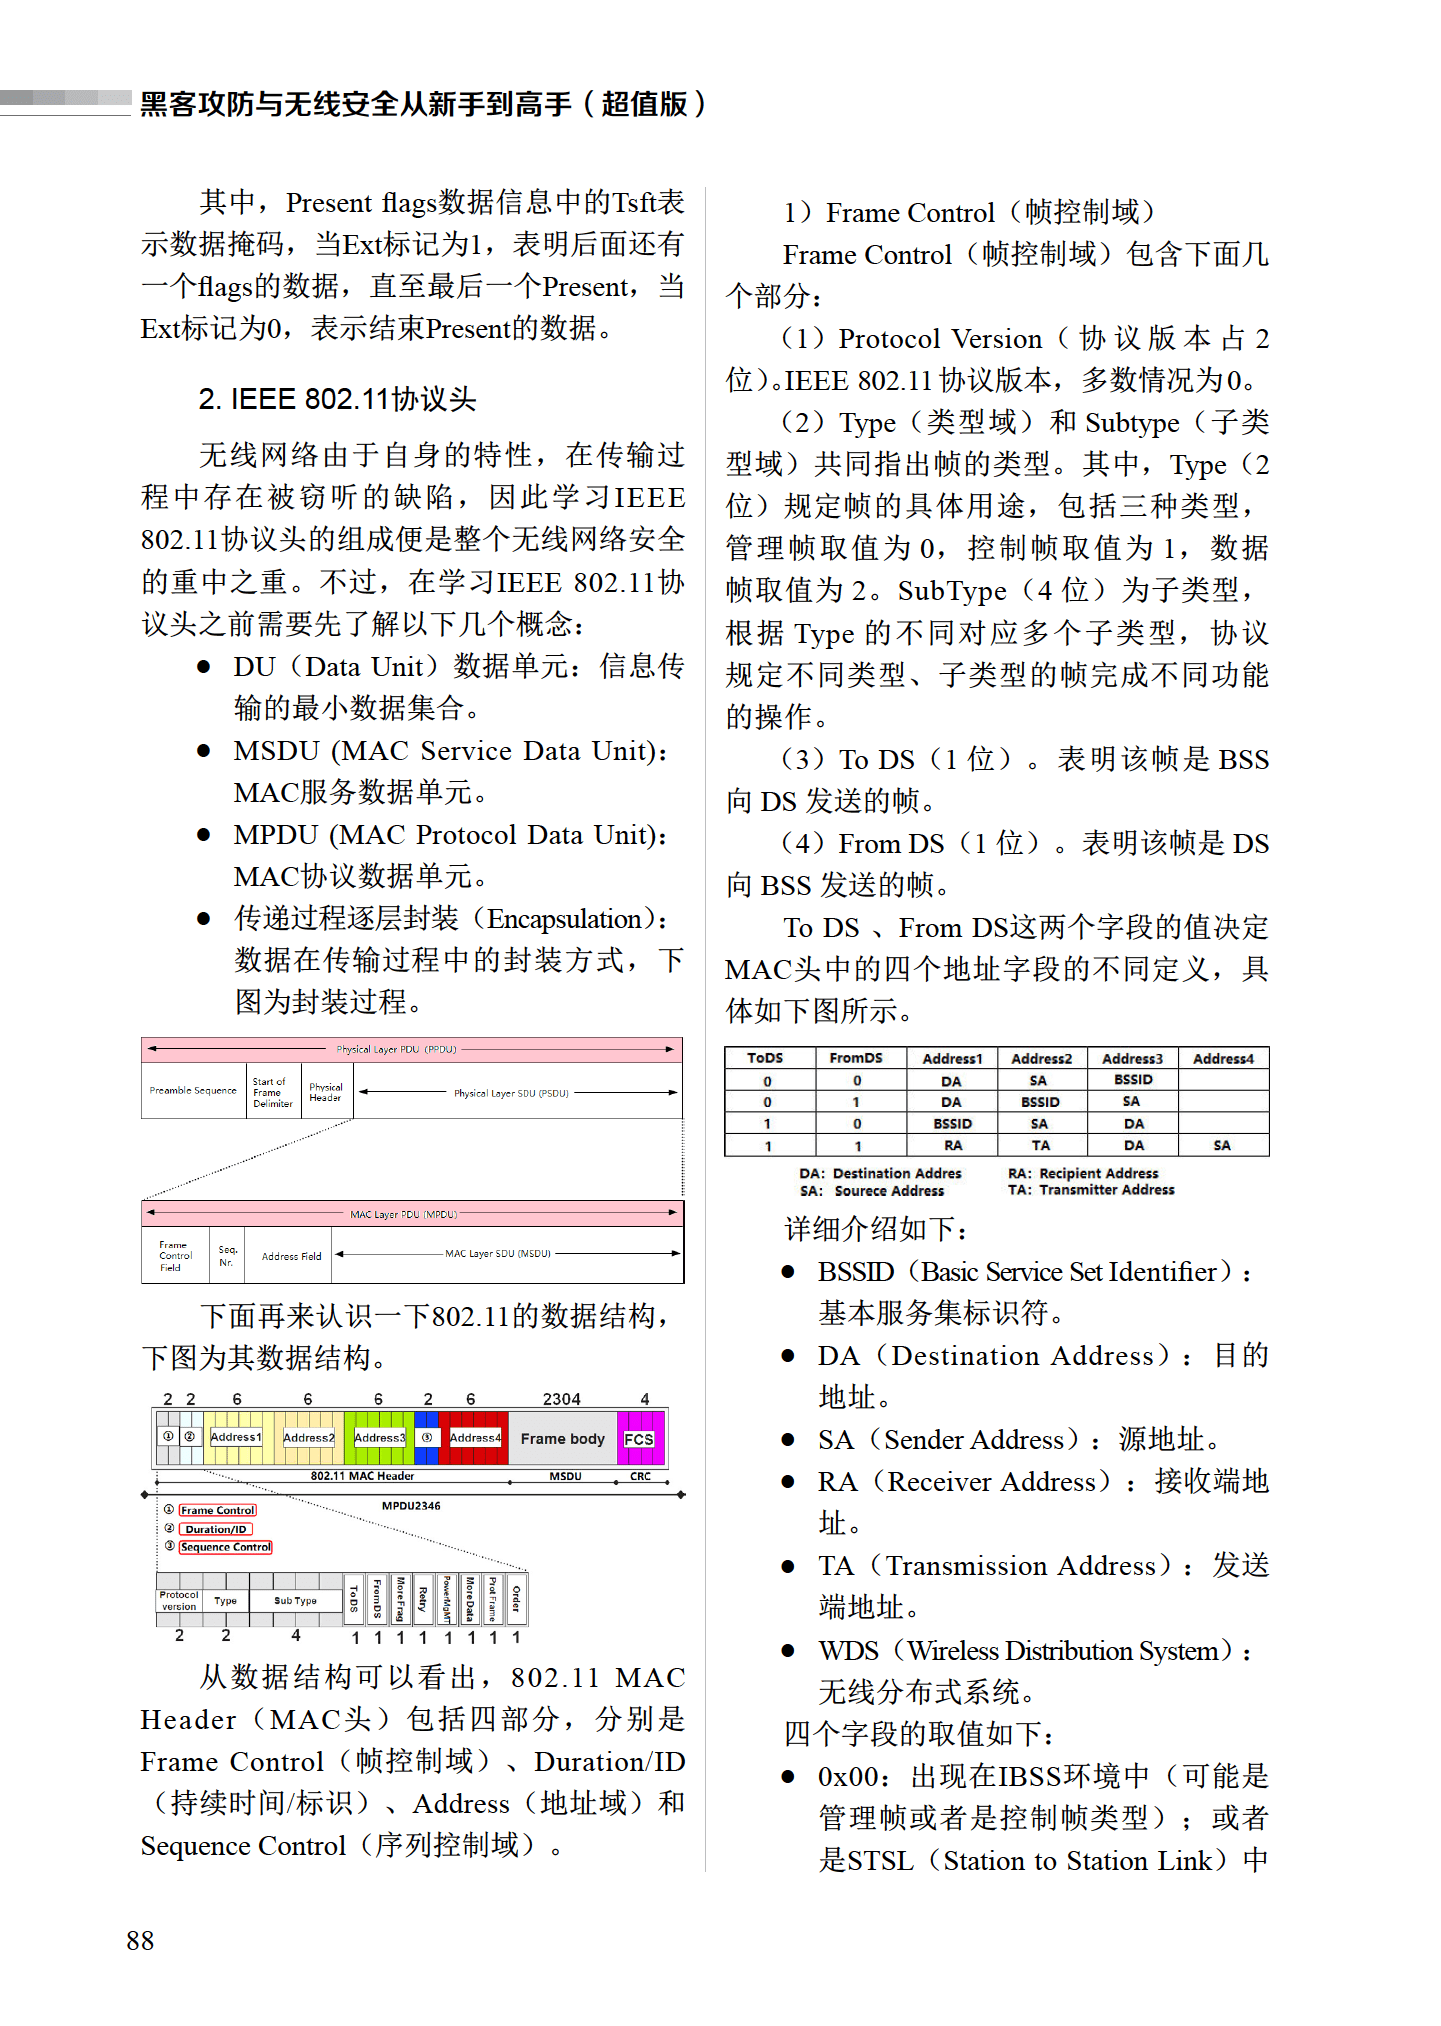 黑客攻防与无线安全从新手到高手（超值版）
其中，Present flags数据信息中的Tsft表
示数据掩码，当Ext标记为1，表明后面还有
一个flags的数据，直至最后一个Present，当
Ext标记为0，表示结束Present的数据。
2. IEEE 802.11协议头
无线网络由于自身的特性，在传输过
程中存在被窃听的缺陷，因此学习IEEE
802.11协议头的组成便是整个无线网络安全
的重中之重。不过，在学习IEEE 802.11协
议头之前需要先了解以下几个概念：
● DU（Data Unit）数据单元：信息传
输的最小数据集合。
● MSDU (MAC Service Data Unit)：
MAC服务数据单元。
● MPDU (MAC Protocol Data Unit)：
MAC协议数据单元。
● 传递过程逐层封装（Encapsulation）：
数据在传输过程中的封装方式，下
图为封装过程。
Physical Layer PDU (PPDU)
Preamble Sequence
Start of
Frame
Delimiter
Physical
Header
Physical Layer SDU (PSDU)
MAC Layer PDU (MPDU)
Frame
Control
Field
Seq.
Nr.
Address Field
MAC Layer SDU (MSDU)
下面再来认识一下802.11的数据结构，
下图为其数据结构。
2 2 6 6 6 2 6 2304 4
① ② Address1 Address2 Address3 ③ Address4 Frame body FCS
802.11 MAC Header MSDU CRC
MPDU2346
① Frame Control
② Duration/ID
③ Sequence Control
Protocol
version
Type
Sub Type
ToDS
FromDS
MoreFrag
Retry
PowerMgMT
MoreData
ProtFrame
Order
2 2 4 1 1 1 1 1 1 1 1
从数据结构可以看出，802.11 MAC
Header（MAC头）包括四部分，分别是
Frame Control（帧控制域）、Duration/ID
（持续时间/标识）、Address（地址域）和
Sequence Control（序列控制域）。
1）Frame Control（帧控制域）
Frame Control（帧控制域）包含下面几
个部分：
（1）Protocol Version（协议版本占2
位）。IEEE 802.11协议版本，多数情况为0。
（2）Type（类型域）和 Subtype（子类
型域）共同指出帧的类型。其中，Type（2
位）规定帧的具体用途，包括三种类型，
管理帧取值为 0，控制帧取值为 1，数据
帧取值为 2。SubType（4 位）为子类型，
根据 Type 的不同对应多个子类型，协议
规定不同类型、子类型的帧完成不同功能
的操作。
（3）To DS（1 位）。表明该帧是 BSS
向 DS 发送的帧。
（4）From DS（1 位）。表明该帧是 DS
向 BSS 发送的帧。
To DS 、From DS这两个字段的值决定
MAC头中的四个地址字段的不同定义，具
体如下图所示。
ToDS FromDS Address1 Address2 Address3 Address4
0 0 DA SA BSSID
0 1 DA BSSID SA
1 0 BSSID SA DA
1 1 RA TA DA SA
DA: Destination Addres RA: Recipient Address
SA: Sourece Address TA: Transmitter Address
详细介绍如下：
● BSSID（Basic Service Set Identifier）：
基本服务集标识符。
● DA（Destination Address）：目的
地址。
● SA（Sender Address）：源地址。
● RA（Receiver Address）：接收端地
址。
● TA（Transmission Address）：发送
端地址。
● WDS（Wireless Distribution System）：
无线分布式系统。
四个字段的取值如下：
● 0x00：出现在IBSS环境中（可能是
管理帧或者是控制帧类型）；或者
是STSL（Station to Station Link）中
88